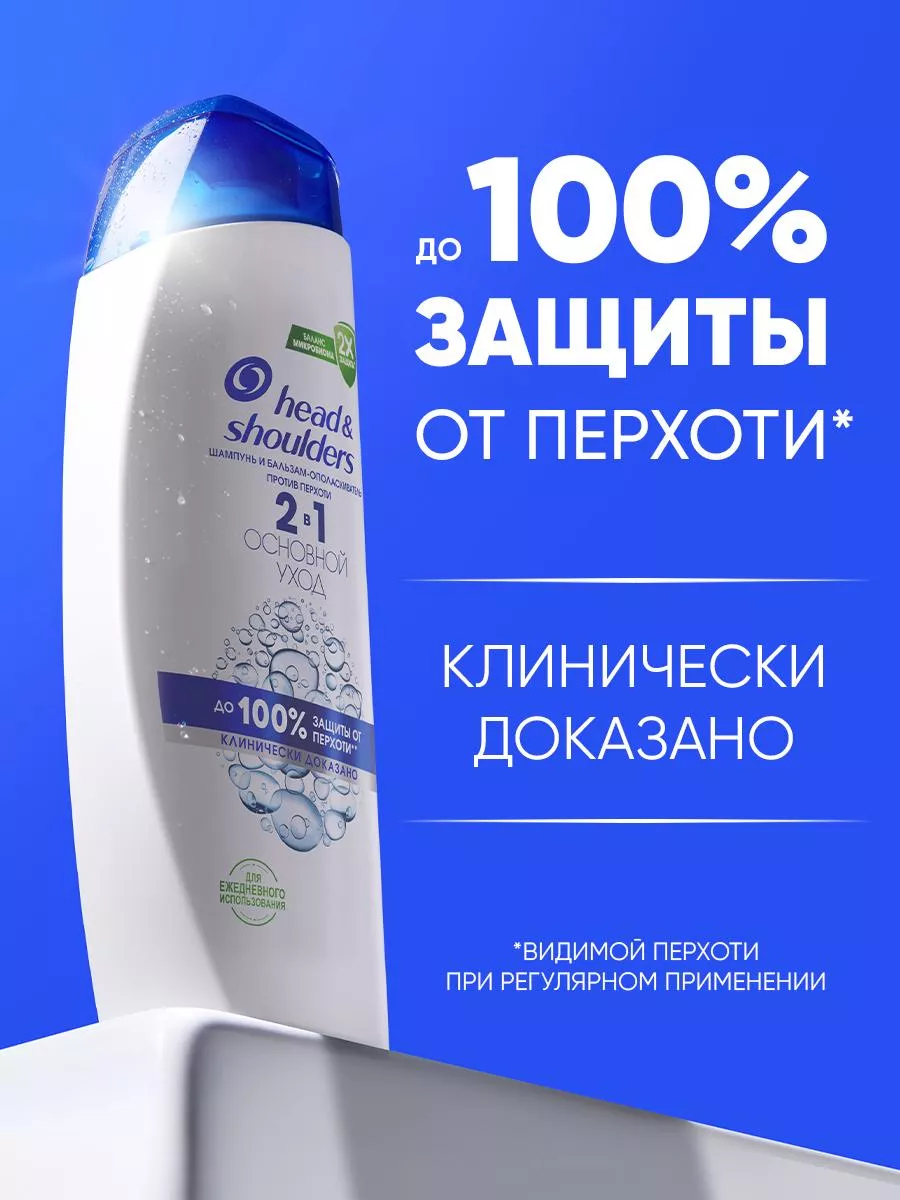 ДО 100%
ЗАЩИТЫ
ОТ ПЕРХОТИ*
КЛИНИЧЕСКИ
ДОКАЗАНО
*ВИДИМОЙ ПЕРХОТИ
ПРИ РЕГУЛЯРНОМ ПРИМЕНЕНИИ
БАЛАНС
МИКРОБИОМА
2X
ЗАЩИТА
head &
shoulders
ШАМПУНЬ И БАЛЬЗАМ-ОПОЛАСКИВАТЕЛЬ
ПРОТИВ ПЕРХОТИ
2 в 1
ОСНОВНОЙ
УХОД
ДО 100% ЗАЩИТЫ ОТ
ПЕРХОТИ**
КЛИНИЧЕСКИ ДОКАЗАНО
ДЛЯ
ЕЖЕДНЕВНОГО
ИСПОЛЬЗОВАНИЯ